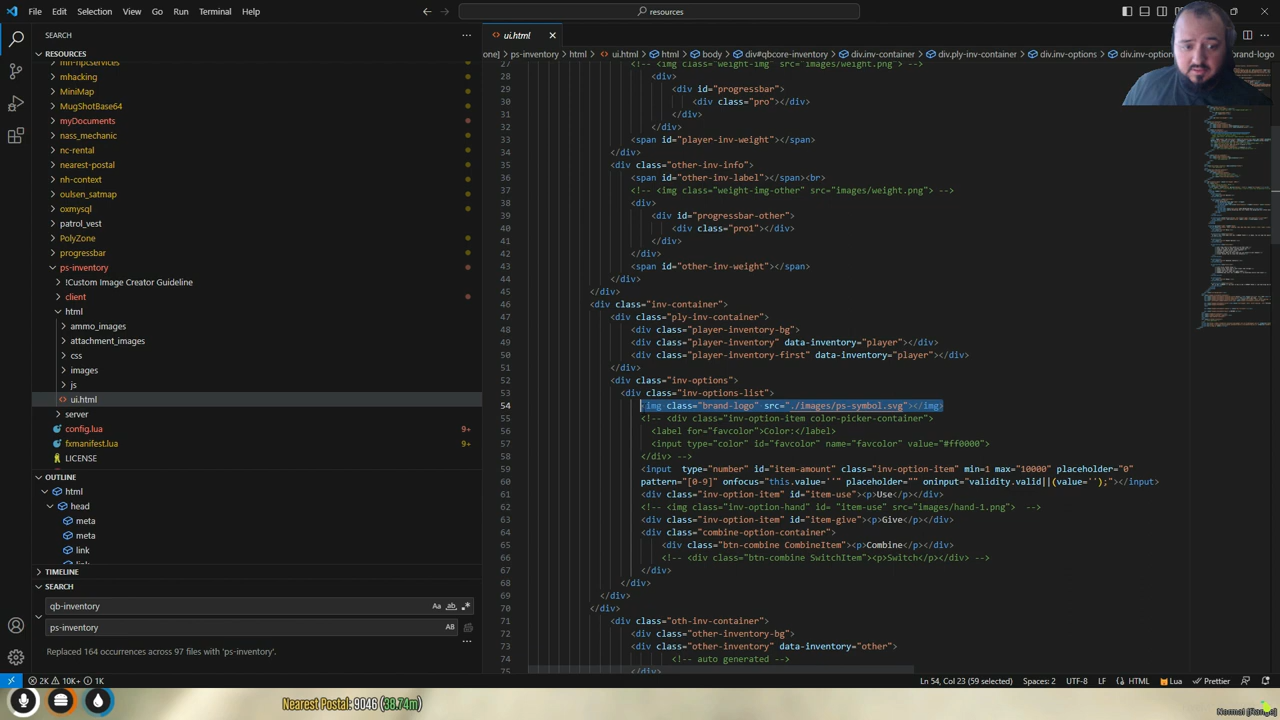 File Edit Selection View Go Run Terminal Help
resources
SEARCH
RESOURCES
mhacking
MiniMap
MugShotBase64
myDocuments
nass_mechanic
nc-rental
nearest-postal
nh-context
oulsen_satmap
oxmysql
patrol_vest
PolyZone
progressbar
ps-inventory
!Custom Image Creator Guideline
client
html
ammo_images
attachment_images
css
images
js
ui.html
server
config.lua 9+
fxmanifest.lua 9+
LICENSE
OUTLINE
html
head
meta
meta
link
TIMELINE
SEARCH
qb-inventory
ps-inventory
Replaced 164 occurrences across 97 files with 'ps-inventory'.
ui.html
one] > ps-inventory > html > ui.html > html > body > div#qbcore-inventory > div.inv-container > div.ply-inv-container > div.inv-options > div.inv-option
27 <!-- <img class="weight-img" src="images/weight.png"> -->
28 <div>
29 <div id="progressbar">
30 <div class="pro"></div>
31 </div>
32 </div>
33 <span id="player-inv-weight"></span>
34 </div>
35 <div class="other-inv-info">
36 <span id="other-inv-label"></span><br>
37 <!-- <img class="weight-img-other" src="images/weight.png"> -->
38 <div>
39 <div id="progressbar-other">
40 <div class="pro1"></div>
41 </div>
42 </div>
43 <span id="other-inv-weight"></span>
44 </div>
45 </div>
46 <div class="inv-container">
47 <div class="ply-inv-container">
48 <div class="player-inventory-bg">
49 <div class="player-inventory" data-inventory="player"></div>
50 <div class="player-inventory-first" data-inventory="player"></div>
51 </div>
52 <div class="inv-options">
53 <div class="inv-options-list">
54 <img class="brand-logo" src="./images/ps-symbol.svg"></img>
55 <!-- <div class="inv-option-item color-picker-container">
56 <label for="favcolor">Color:</label>
57 <input type="color" id="favcolor" name="favcolor" value="#ff0000">
58 </div> -->
59 <input type="number" id="item-amount" class="inv-option-item" min=1 max="10000" placeholder="0"
60 pattern="[0-9]" onfocus="this.value=''" placeholder="" oninput="validity.valid||(value='');"></input>
61 <div class="inv-option-item" id="item-use"><p>Use</p></div>
62 <!-- <img class="inv-option-hand" id= "item-use" src="images/hand-1.png"> -->
63 <div class="inv-option-item" id="item-give"><p>Give</p></div>
64 <div class="combine-option-container">
65 <div class="btn-combine CombineItem"><p>Combine</p></div>
66 <!-- <div class="btn-combine SwitchItem"><p>Switch</p></div> -->
67 </div>
68 </div>
69 </div>
70 </div>
71 <div class="oth-inv-container">
72 <div class="other-inventory-bg">
73 <div class="other-inventory" data-inventory="other">
74 <!-- auto generated -->
75 </div>
2K 10K+ 1K
Ln 54, Col 23 (59 selected) Spaces: 2 UTF-8 LF HTML Lua Prettier
Nearest Postal: 9046 (38.74m)